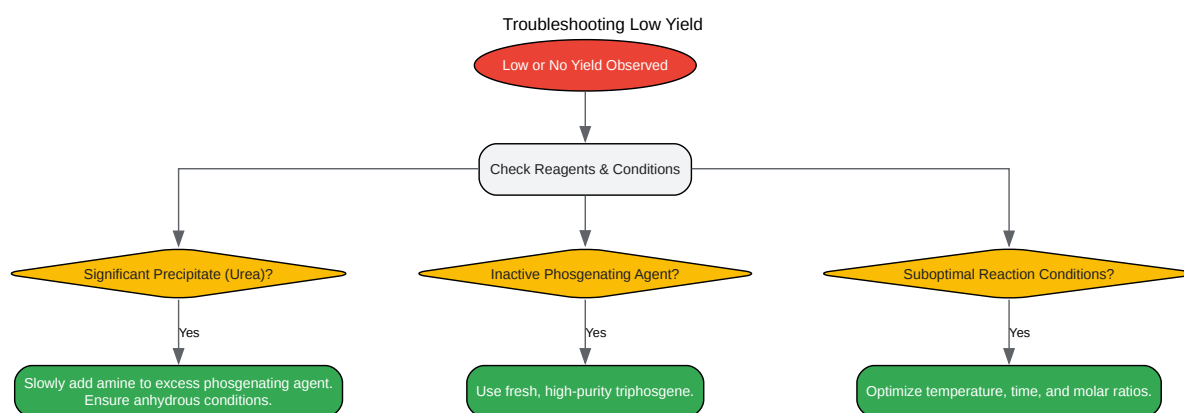 Troubleshooting Low Yield
Low or No Yield Observed
Check Reagents & Conditions
Significant Precipitate (Urea)?
Inactive Phosgenating Agent?
Suboptimal Reaction Conditions?
Yes
Yes
Yes
Slowly add amine to excess phosgenating agent.
Ensure anhydrous conditions.
Use fresh, high-purity triphosgene.
Optimize temperature, time, and molar ratios.